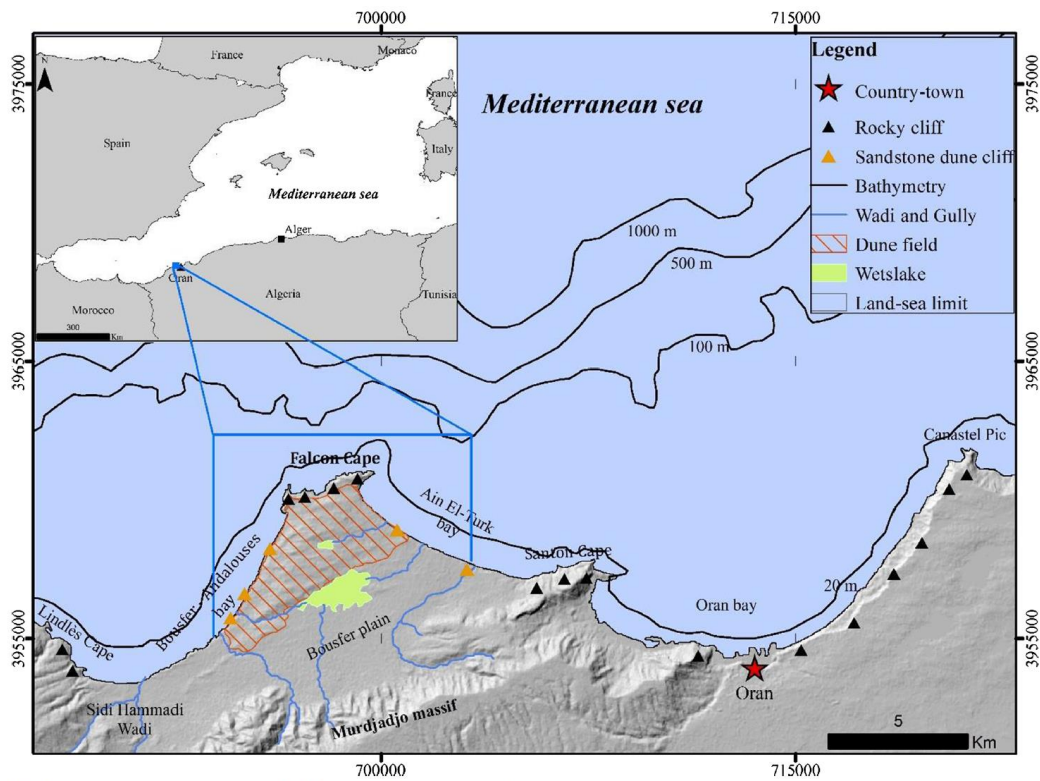 700000
715000
3975000
3975000
N
France
Monaco
France
Spain
Italy
Mediterranean sea
Alger
Oran
Algeria
Tunisia
Morocco
300
Km
Mediterranean sea
Legend
Country-town
Rocky cliff
Sandstone dune cliff
Bathymetry
Wadi and Gully
Dune field
Wetslake
Land-sea limit
1000 m
500 m
100 m
3965000
3965000
Canastel Pic
Falcon Cape
Ain El-Turk
bay
Santon Cape
Bousfer Andalouses
bay
20 m
Oran bay
Lindlès Cape
Bousfer plain
3955000
3955000
Oran
Sidi Hammadi
Wadi
Murdjadjo massif
5
Km
700000
715000